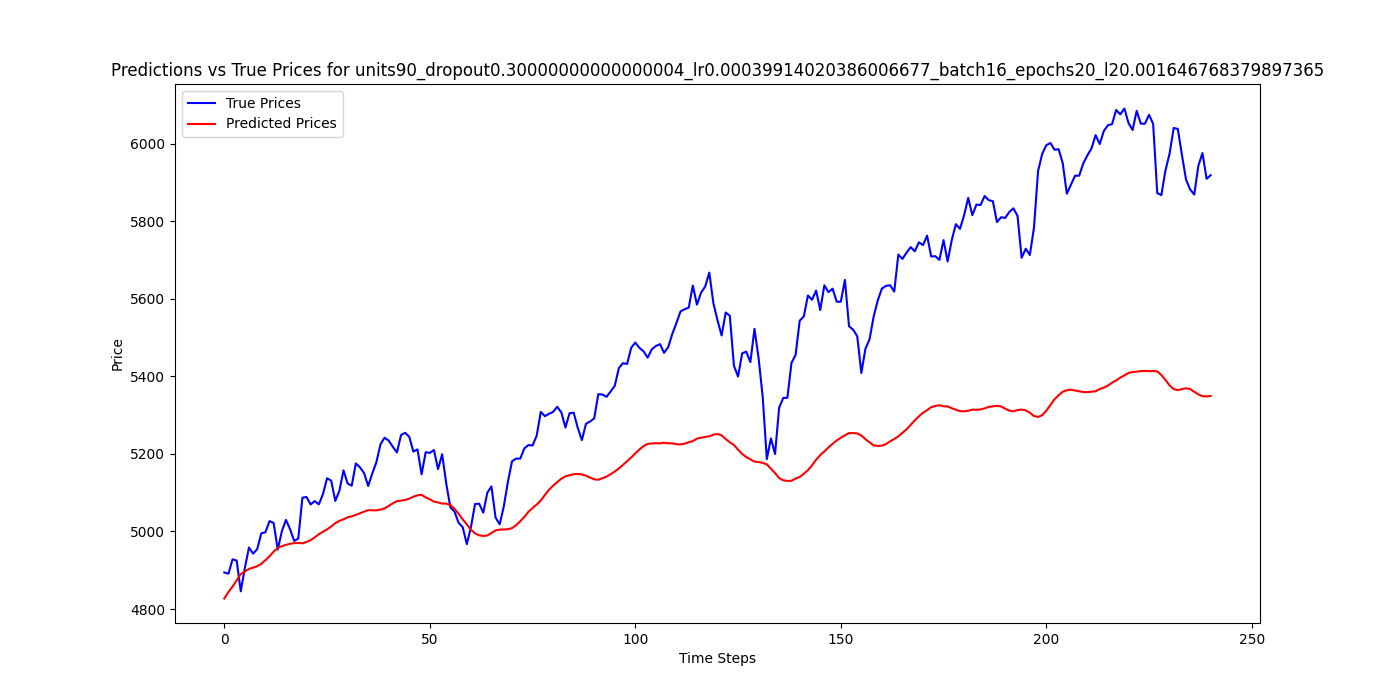 Predictions vs True Prices for units90_dropout0.30000000000000004_lr0.00039914020386006677_batch16_epochs20_l20.001646768379897365
True Prices
Predicted Prices
6000
5800
5600
5400
5200
5000
4800
Price
0 50 100 150 200 250
Time Steps